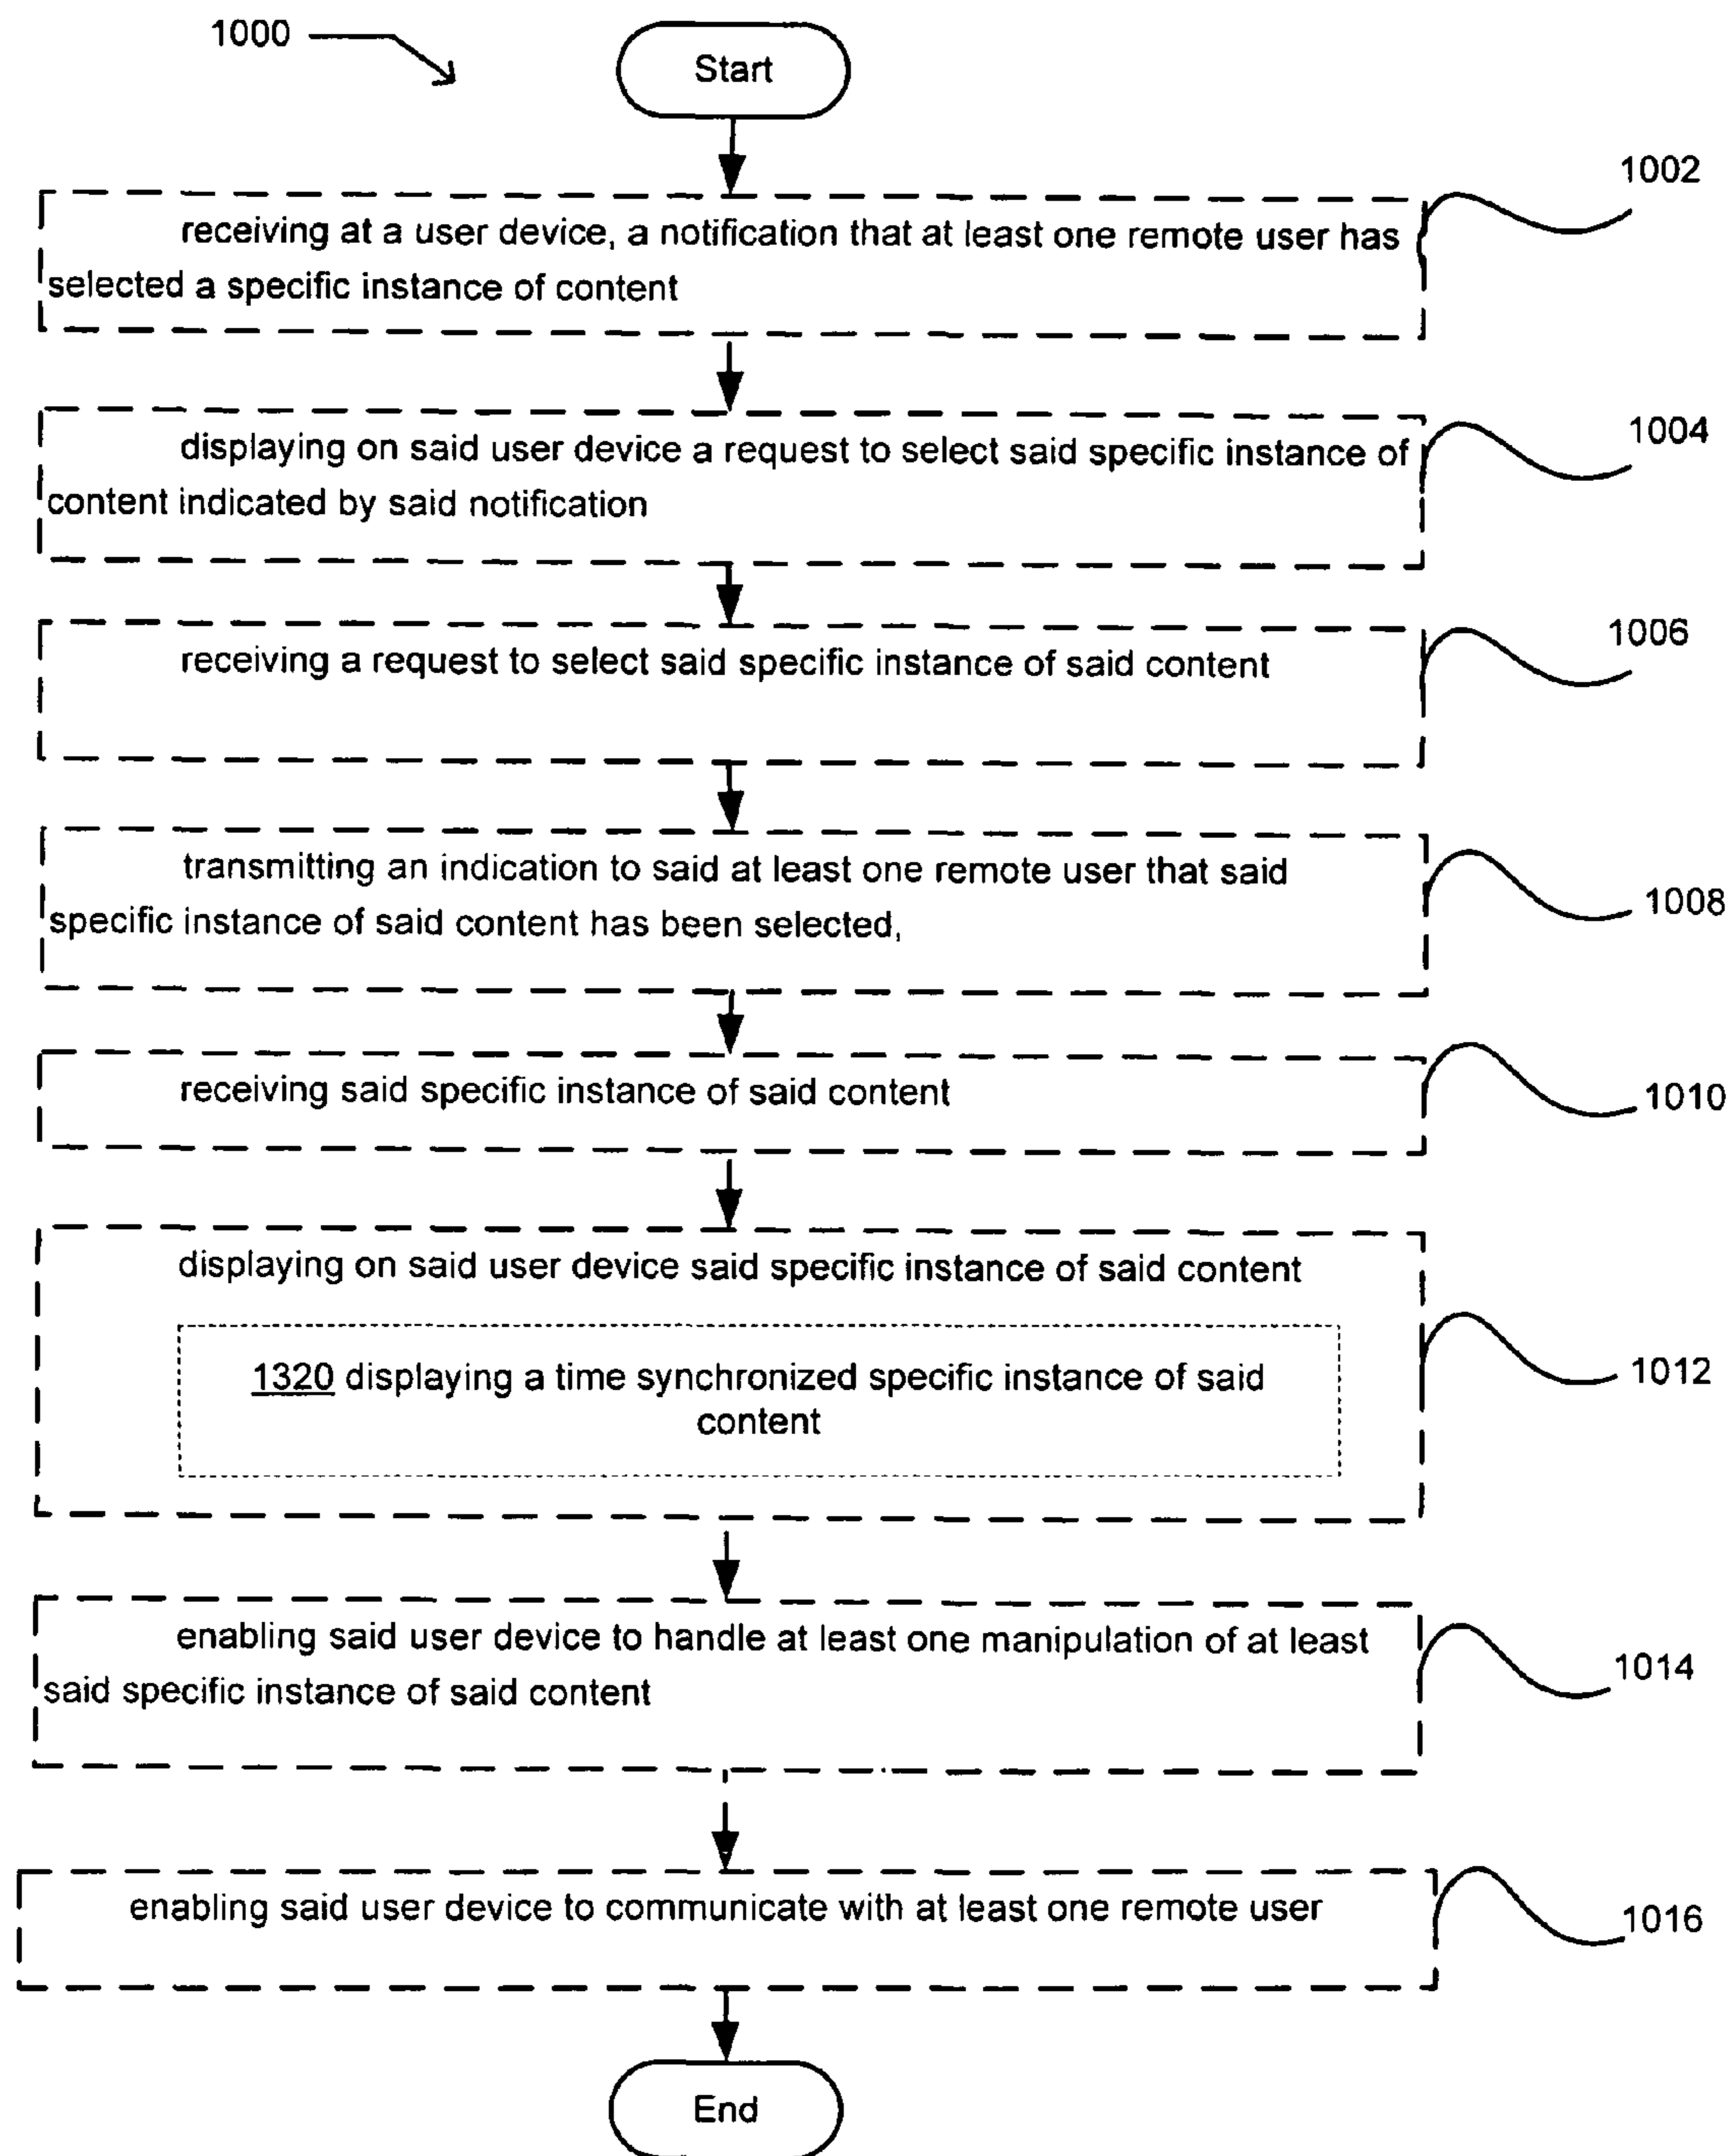 1000
Start
1002
receiving at a user device, a notification that at least one remote user has
selected a specific instance of content
1004
displaying on said user device a request to select said specific instance of
content indicated by said notification
1006
receiving a request to select said specific instance of said content
transmitting an indication to said at least one remote user that said
1008
specific instance of said content has been selected,
receiving said specific instance of said content
1010
displaying on said user device said specific instance of said content
1320 displaying a time synchronized specific instance of said
content
1012
enabling said user device to handle at least one manipulation of at least
said specific instance of said content
1014
enabling said user device to communicate with at least one remote user
1016
End